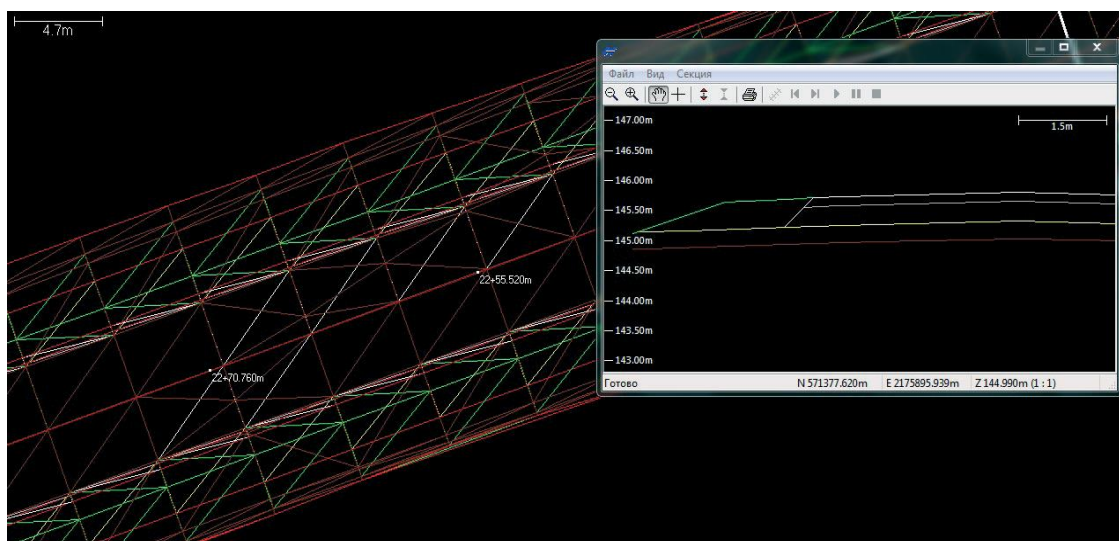 4.7m
Файл Вид Секция
147.00m
1.5m
146.50m
146.00m
145.50m
145.00m
144.50m
144.00m
143.50m
143.00m
Готово N 571377.620m E 2175895.939m Z 144.990m (1 : 1)
22+55.520m
22+70.760m